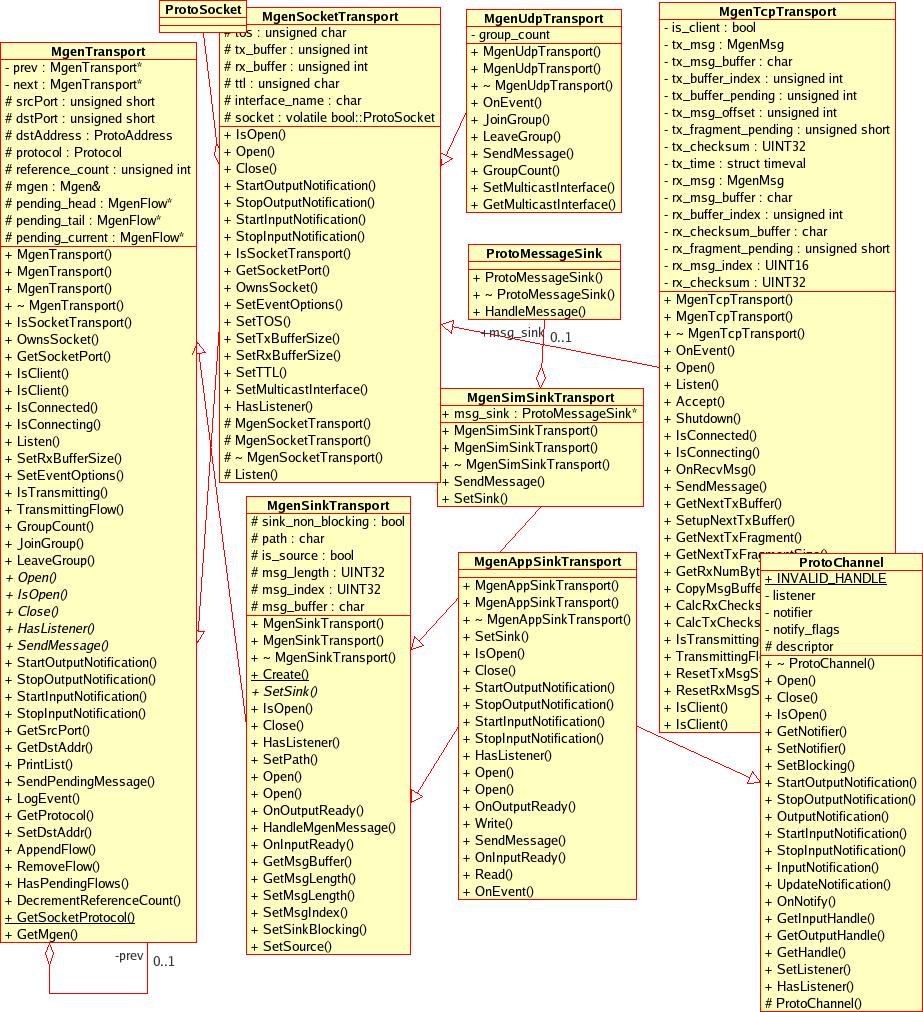 ProtoSocket
MgenTransport
- prev : MgenTransport*
- next : MgenTransport*
# srcPort : unsigned short
# dstPort : unsigned short
# dstAddress : ProtoAddress
# protocol : Protocol
# reference_count : unsigned int
# mgen : Mgen&
# pending_head : MgenFlow*
# pending_tail : MgenFlow*
# pending_current : MgenFlow*
+ MgenTransport()
+ MgenTransport()
+ MgenTransport()
+ ~ MgenTransport()
+ IsSocketTransport()
+ OwnsSocket()
+ GetSocketPort()
+ IsClient()
+ IsClient()
+ IsConnected()
+ IsConnecting()
+ Listen()
+ SetRxBufferSize()
+ SetEventOptions()
+ IsTransmitting()
+ TransmittingFlow()
+ GroupCount()
+ JoinGroup()
+ LeaveGroup()
+ Open()
+ IsOpen()
+ Close()
+ HasListener()
+ SendMessage()
+ StartOutputNotification()
+ StopOutputNotification()
+ StartInputNotification()
+ StopInputNotification()
+ GetSrcPort()
+ GetDstAddr()
+ PrintList()
+ SendPendingMessage()
+ LogEvent()
+ GetProtocol()
+ SetDstAddr()
+ AppendFlow()
+ RemoveFlow()
+ HasPendingFlows()
+ DecrementReferenceCount()
+ GetSocketProtocol()
+ GetMgen()
-prev
0..1
MgenSocketTransport
# tos : unsigned char
# tx_buffer : unsigned int
# rx_buffer : unsigned int
# ttl : unsigned char
# interface_name : char
# socket : volatile bool::ProtoSocket
+ IsOpen()
+ Open()
+ Close()
+ StartOutputNotification()
+ StopOutputNotification()
+ StartInputNotification()
+ StopInputNotification()
+ IsSocketTransport()
+ GetSocketPort()
+ OwnsSocket()
+ SetEventOptions()
+ SetTOS()
+ SetTxBufferSize()
+ SetRxBufferSize()
+ SetTTL()
+ SetMulticastInterface()
+ HasListener()
# MgenSocketTransport()
# MgenSocketTransport()
# ~ MgenSocketTransport()
# Listen()
MgenSinkTransport
# sink_non_blocking : bool
# path : char
# is_source : bool
# msg_length : UINT32
# msg_index : UINT32
# msg_buffer : char
+ MgenSinkTransport()
+ MgenSinkTransport()
+ ~ MgenSinkTransport()
+ Create()
+ SetSink()
+ IsOpen()
+ Close()
+ HasListener()
+ SetPath()
+ Open()
+ Open()
+ OnOutputReady()
+ HandleMgenMessage()
+ OnInputReady()
+ GetMsgBuffer()
+ GetMsgLength()
+ SetMsgLength()
+ SetMsgIndex()
+ SetSinkBlocking()
+ SetSource()
MgenUdpTransport
- group_count
+ MgenUdpTransport()
+ MgenUdpTransport()
+ ~ MgenUdpTransport()
+ OnEvent()
+ JoinGroup()
+ LeaveGroup()
+ SendMessage()
+ GroupCount()
+ SetMulticastInterface()
+ GetMulticastInterface()
ProtoMessageSink
+ ProtoMessageSink()
+ ~ ProtoMessageSink()
+ HandleMessage()
+msg_sink
0..1
MgenSimSinkTransport
+ msg_sink : ProtoMessageSink*
+ MgenSimSinkTransport()
+ MgenSimSinkTransport()
+ ~ MgenSimSinkTransport()
+ SendMessage()
+ SetSink()
MgenAppSinkTransport
+ MgenAppSinkTransport()
+ MgenAppSinkTransport()
+ ~ MgenAppSinkTransport()
+ SetSink()
+ IsOpen()
+ Close()
+ StartOutputNotification()
+ StopOutputNotification()
+ StartInputNotification()
+ StopInputNotification()
+ HasListener()
+ Open()
+ Open()
+ OnOutputReady()
+ Write()
+ SendMessage()
+ OnInputReady()
+ Read()
+ OnEvent()
MgenTcpTransport
- is_client : bool
- tx_msg : MgenMsg
- tx_msg_buffer : char
- tx_buffer_index : unsigned int
- tx_buffer_pending : unsigned int
- tx_msg_offset : unsigned int
- tx_fragment_pending : unsigned short
- tx_checksum : UINT32
- tx_time : struct timeval
- rx_msg : MgenMsg
- rx_msg_buffer : char
- rx_buffer_index : unsigned int
- rx_checksum_buffer : char
- rx_fragment_pending : unsigned short
- rx_msg_index : UINT16
- rx_checksum : UINT32
+ MgenTcpTransport()
+ MgenTcpTransport()
+ ~ MgenTcpTransport()
+ OnEvent()
+ Open()
+ Listen()
+ Accept()
+ Shutdown()
+ IsConnected()
+ IsConnecting()
+ OnRecvMsg()
+ SendMessage()
+ GetNextTxBuffer()
+ SetupNextTxBuffer()
+ GetNextTxFragment()
+ GetNextTxFragmentSize()
+ GetRxNumByt
+ CopyMsgBuffe
+ CalcRxChecks
+ CalcTxChecks
+ IsTransmitting
+ TransmittingFl
+ ResetTxMsgS
+ ResetRxMsgS
+ IsClient()
+ IsClient()
ProtoChannel
+ INVALID_HANDLE
- listener
- notifier
- notify_flags
# descriptor
+ ~ ProtoChannel()
+ Open()
+ Close()
+ IsOpen()
+ GetNotifier()
+ SetNotifier()
+ SetBlocking()
+ StartOutputNotification()
+ StopOutputNotification()
+ OutputNotification()
+ StartInputNotification()
+ StopInputNotification()
+ InputNotification()
+ UpdateNotification()
+ OnNotify()
+ GetInputHandle()
+ GetOutputHandle()
+ GetHandle()
+ SetListener()
+ HasListener()
# ProtoChannel()